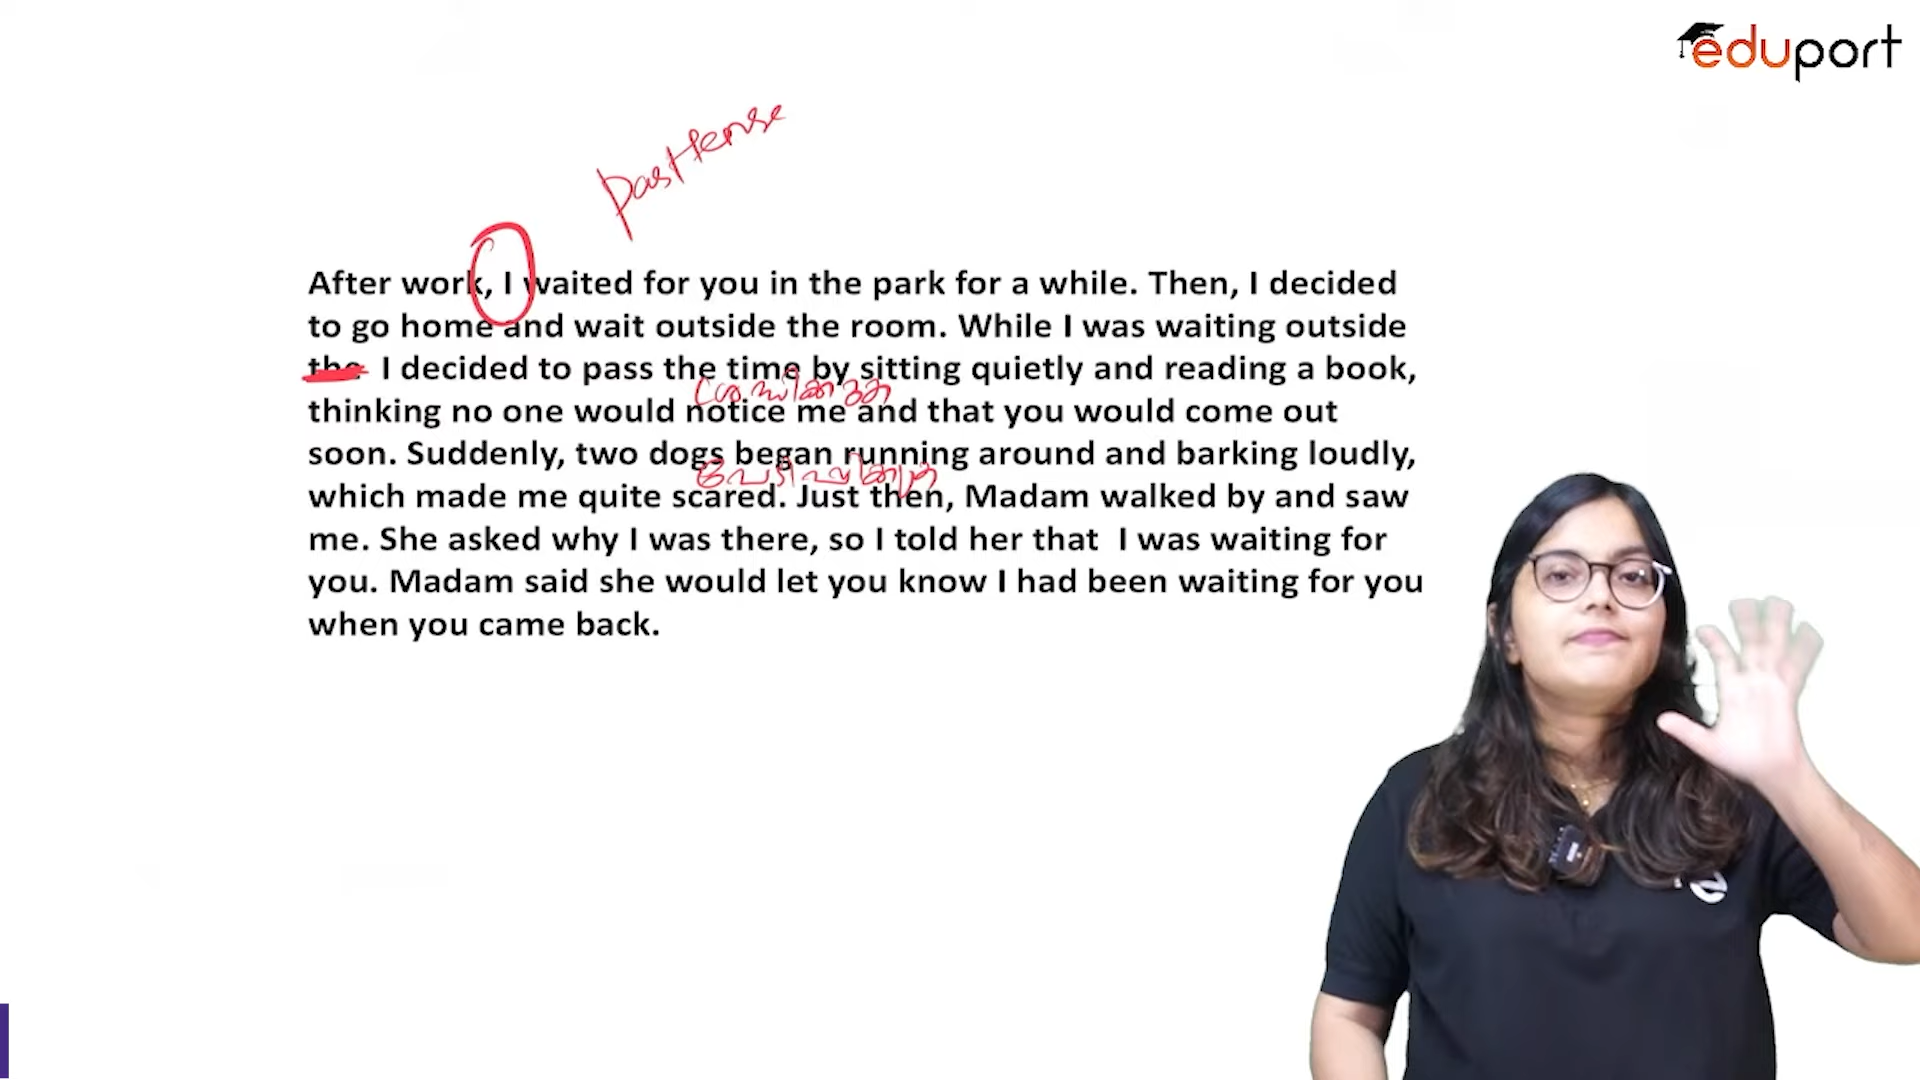 eduport
past tense
After work, I waited for you in the park for a while. Then, I decided
to go home and wait outside the room. While I was waiting outside
the I decided to pass the time by sitting quietly and reading a book,
thinking no one would notice me and that you would come out
soon. Suddenly, two dogs began running around and barking loudly,
which made me quite scared. Just then, Madam walked by and saw
me. She asked why I was there, so I told her that I was waiting for
you. Madam said she would let you know I had been waiting for you
when you came back.